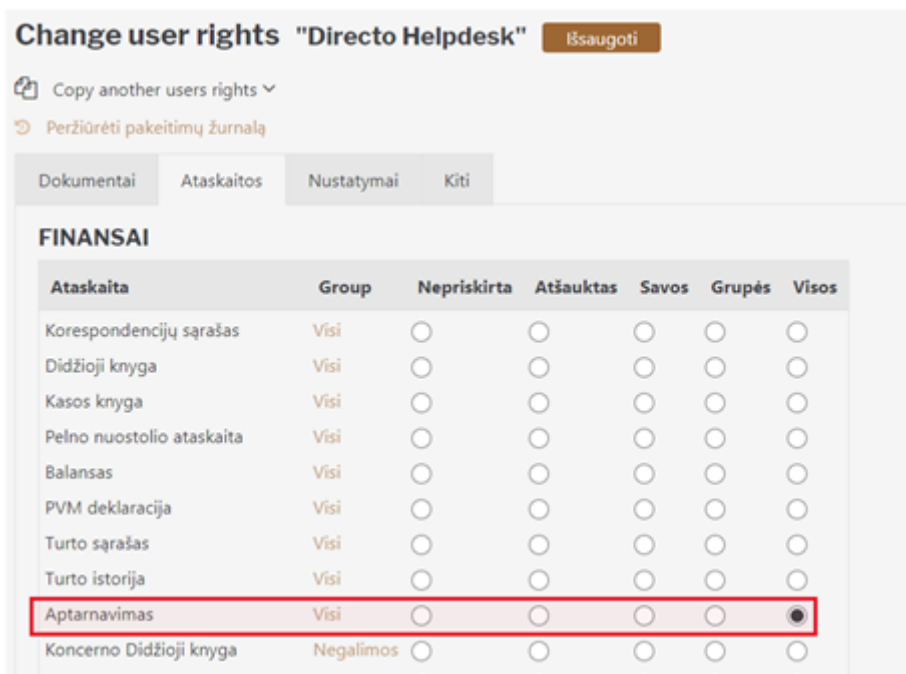 Change user rights "Directo Helpdesk" Išsaugoti
Copy another users rights
Peržiūrėti pakeitimų žurnalą
Dokumentai Ataskaitos Nustatymai Kiti
FINANSAI
Ataskaita Group Nepriskirta Atšauktas Savos Grupės Visos
Korespondencijų sąrašas Visi
Didžioji knyga Visi
Kasos knyga Visi
Pelno nuostolio ataskaita Visi
Balansas Visi
PVM deklaracija Visi
Turto sąrašas Visi
Turto istorija Visi
Aptarnavimas Visi
Koncerno Didžioji knyga Negalimos